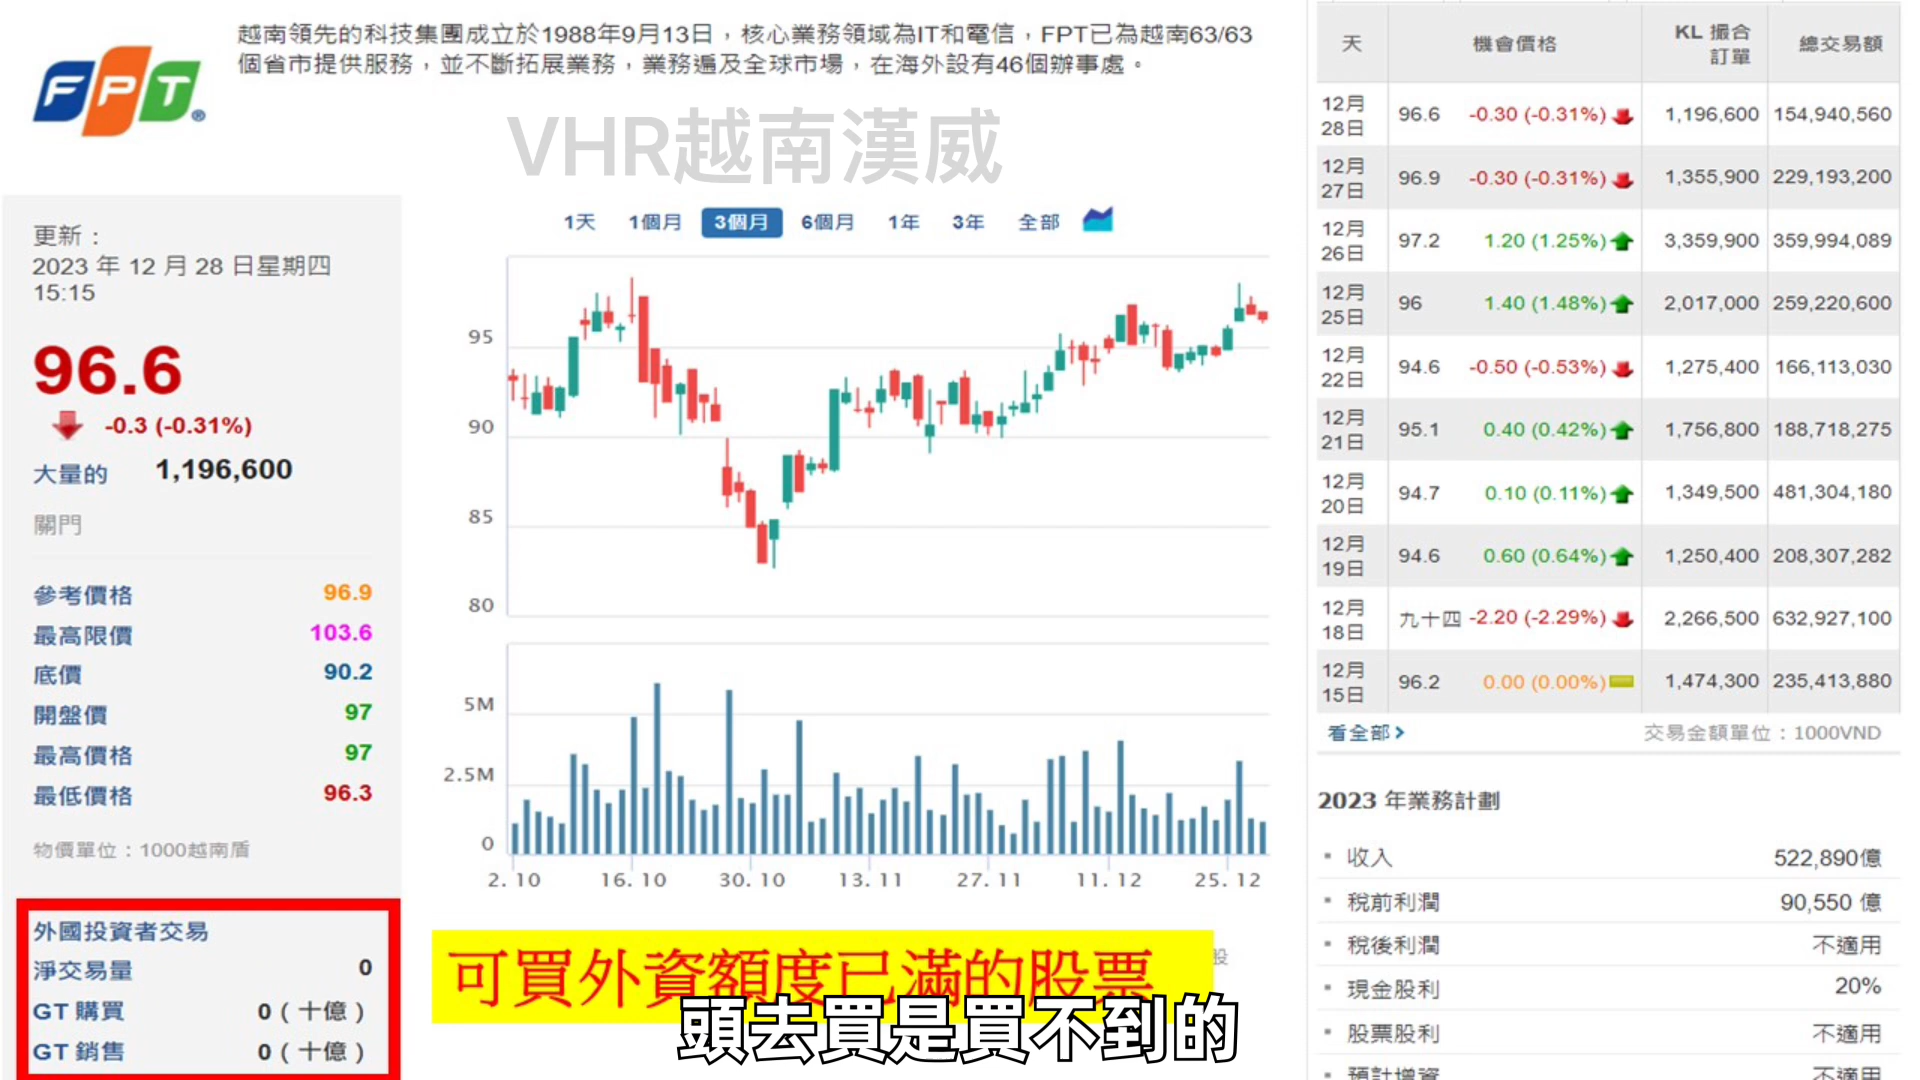 FPT
越南領先的科技集團成立於1988年9月13日，核心業務領域為IT和電信，FPT已為越南63/63
個省市提供服務，並不斷拓展業務，業務遍及全球市場，在海外設有46個辦事處。
VHR越南漢威
更新：
2023 年 12 月 28 日星期四
15:15
96.6
-0.3 (-0.31%)
大量的 1,196,600
關門
參考價格 96.9
最高限價 103.6
底價 90.2
開盤價 97
最高價格 97
最低價格 96.3
物價單位：1000越南盾
外國投資者交易
淨交易量 0
GT 購買 0（十億）
GT 銷售 0（十億）
1天 1個月 3個月 6個月 1年 3年 全部
95
90
85
80
5M
2.5M
0
2. 10 16. 10 30. 10 13. 11 27. 11 11. 12 25. 12
可買外資額度已滿的股票
股
頭去買是買不到的
天 機會價格 KL 撮合訂單 總交易額
12月28日 96.6 -0.30 (-0.31%) 1,196,600 154,940,560
12月27日 96.9 -0.30 (-0.31%) 1,355,900 229,193,200
12月26日 97.2 1.20 (1.25%) 3,359,900 359,994,089
12月25日 96 1.40 (1.48%) 2,017,000 259,220,600
12月22日 94.6 -0.50 (-0.53%) 1,275,400 166,113,030
12月21日 95.1 0.40 (0.42%) 1,756,800 188,718,275
12月20日 94.7 0.10 (0.11%) 1,349,500 481,304,180
12月19日 94.6 0.60 (0.64%) 1,250,400 208,307,282
12月18日 九十四 -2.20 (-2.29%) 2,266,500 632,927,100
12月15日 96.2 0.00 (0.00%) 1,474,300 235,413,880
看全部 交易金額單位：1000VND
2023 年業務計劃
收入 522,890億
稅前利潤 90,550 億
稅後利潤 不適用
現金股利 20%
股票股利 不適用
預計增資 不適用